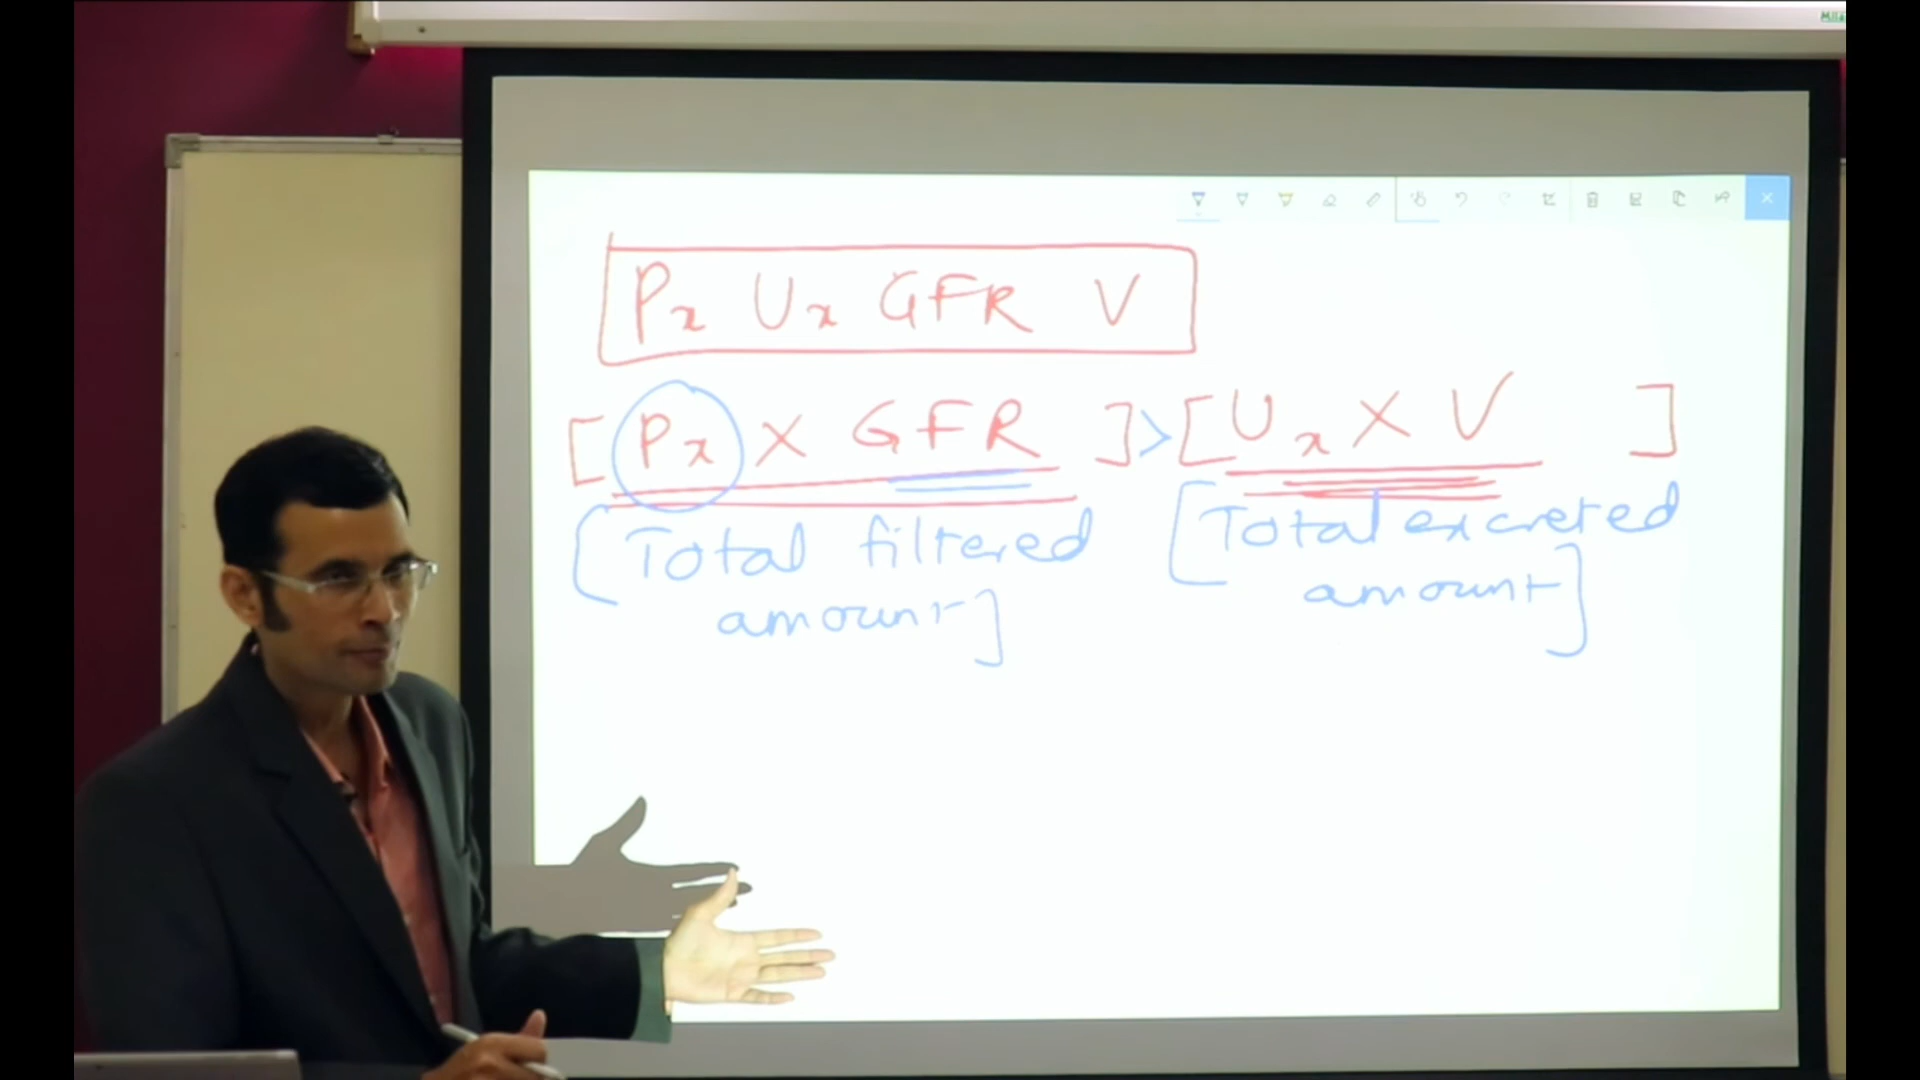 Px Ux GFR V
[Px X GFR] > [Ux X V]
[Total filtered amount]
[Total excreted amount]